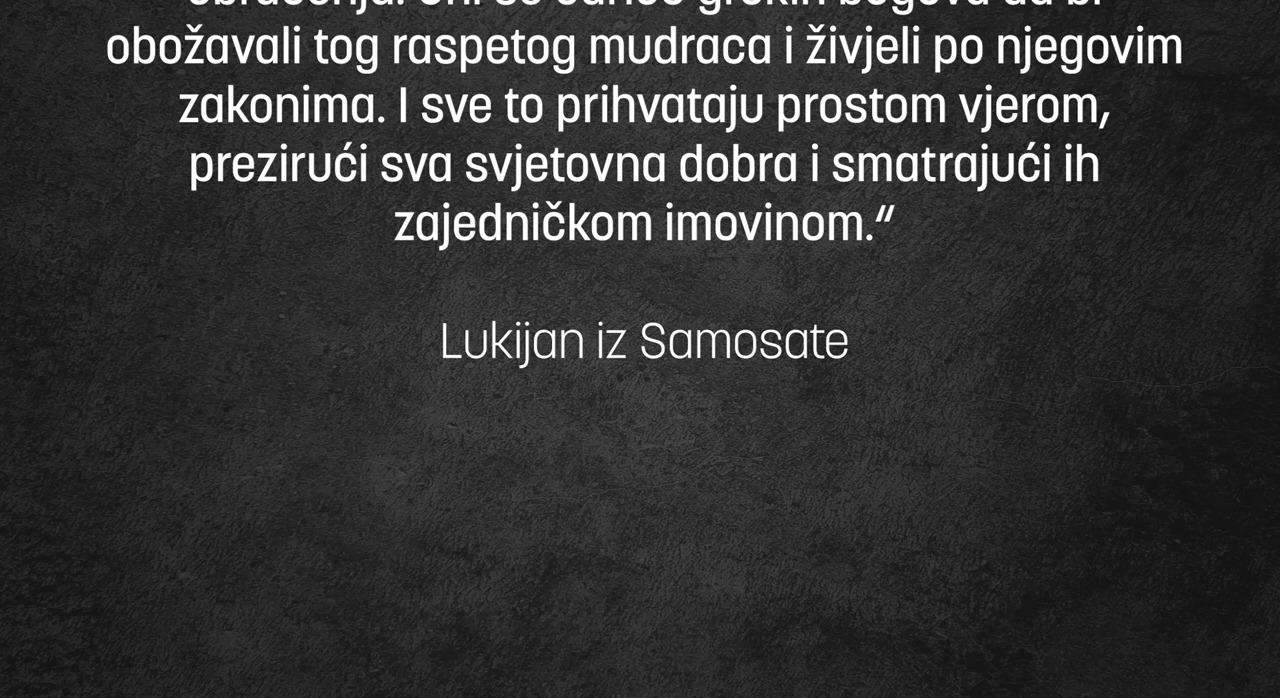 obožavali tog raspetog mudraca i živjeli po njegovim
zakonima. I sve to prihvataju prostom vjerom,
prezirući sva svjetovna dobra i smatrajući ih
zajedničkom imovinom.“
Lukijan iz Samosate